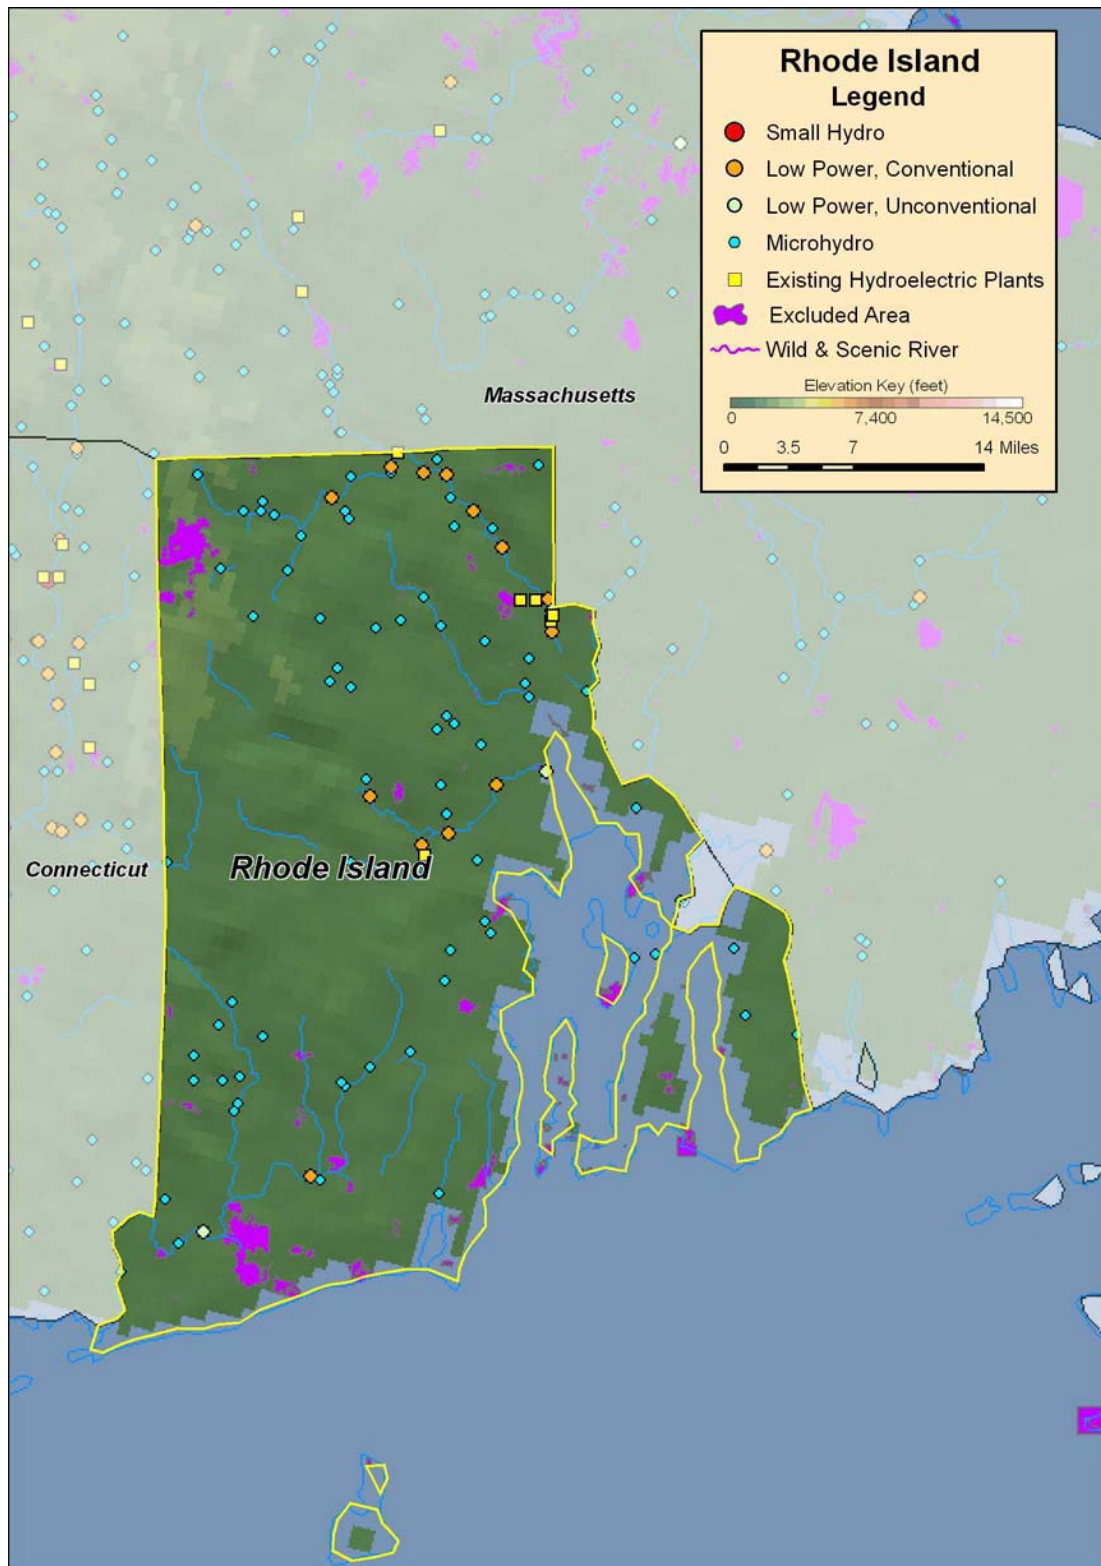 Rhode Island
Legend
Small Hydro
Low Power, Conventional
Low Power, Unconventional
Microhydro
Existing Hydroelectric Plants
Excluded Area
Wild & Scenic River
Elevation Key (feet)
0 7,400 14,500
0 3.5 7 14 Miles
Massachusetts
Connecticut
Rhode Island